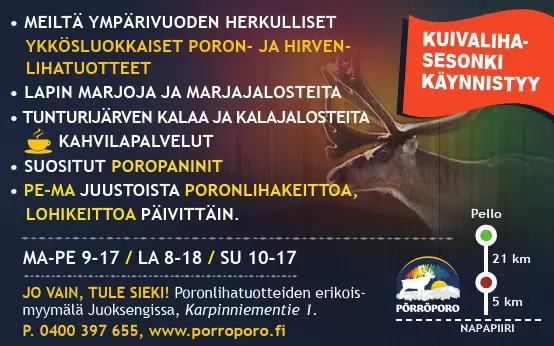 • MEILTÄ YMPÄRIVUODEN HERKULLISET
YKKÖSLUOKKAISET PORON- JA HIRVEN-
LIHATUOTTEET
• LAPIN MARJOJA JA MARJAJALOSTEITA
• TUNTURIJÄRVEN KALAA JA KALAJALOSTEITA
KAHVILAPALVELUT
• SUOSITUT POROPANINIT
• PE-MA JUUSTOISTA PORONLIHAKEITTOA,
LOHIKEITTOA PÄIVITTÄIN.
KUIVALIHA-
SESONKI
KÄYNNISTYY
MA-PE 9-17 / LA 8-18 / SU 10-17
JO VAIN, TULE SIEKI! Poronlihatuotteiden erikois-
myymälä Juoksengissa, Karpinniementie 1.
P. 0400 397 655, www.porroporo.fi
PÖRRÖPORO
Pello
21 km
5 km
NAPAPIIRI